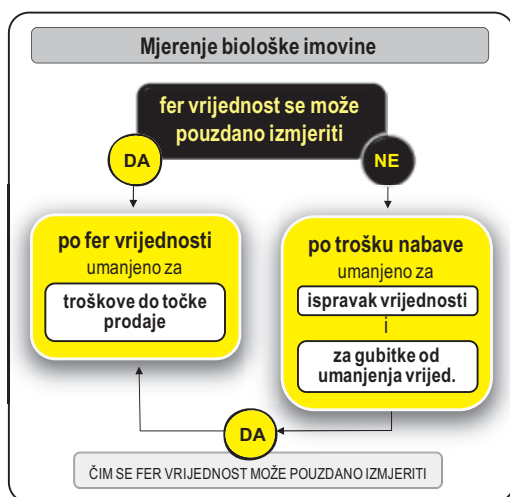 Mjerenje biološke imovine
fer vrijednost se može
pouzdano izmjeriti
DA
NE
po fer vrijednosti
umanjeno za
troškove do točke
prodaje
po trošku nabave
umanjeno za
ispravak vrijednosti
i
za gubitke od
umanjenja vrijed.
DA
ČIM SE FER VRIJEDNOST MOŽE POUZDANO IZMJERITI